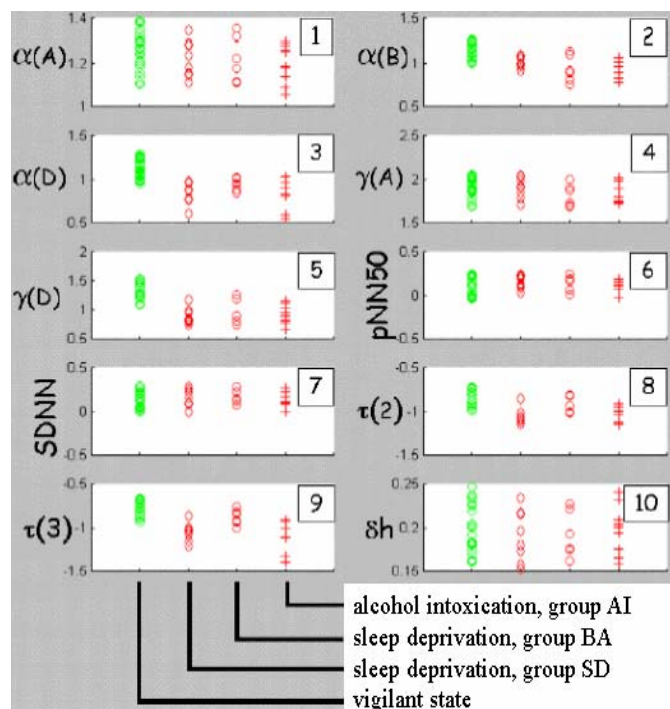 α(A)
1.4
1.2
1
1
α(B)
1.5
1
0.5
2
α(D)
1.5
1
0.5
3
γ(A)
2.5
2
1.5
4
γ(D)
2
1.5
1
0.5
5
pNN50
0.5
0
6
SDNN
0.5
0
-0.5
7
τ(2)
-0.5
-1
-1.5
8
τ(3)
-0.5
-1
-1.5
9
δh
0.25
0.2
0.15
10
alcohol intoxication, group AI
sleep deprivation, group BA
sleep deprivation, group SD
vigilant state